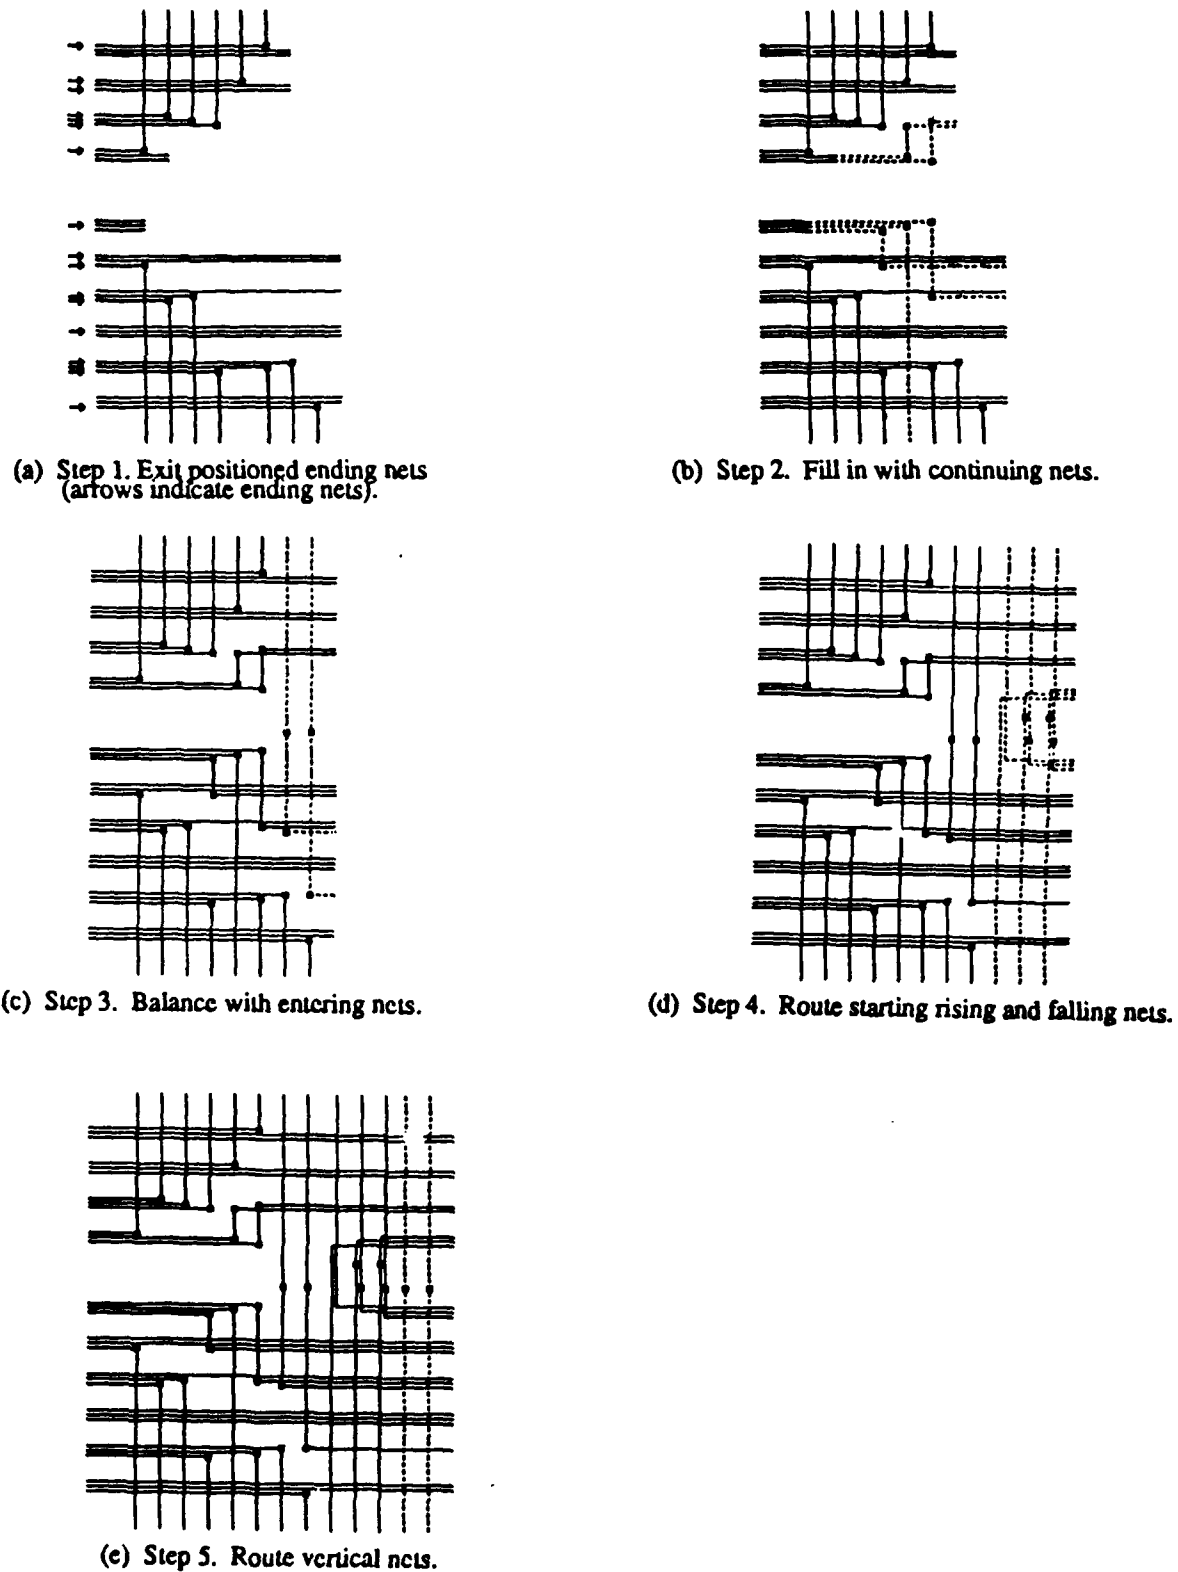 (a) Step 1. Exit positioned ending nets
(arrows indicate ending nets).
(b) Step 2. Fill in with continuing nets.
(c) Step 3. Balance with entering nets.
(d) Step 4. Route starting rising and falling nets.
(e) Step 5. Route vertical nets.